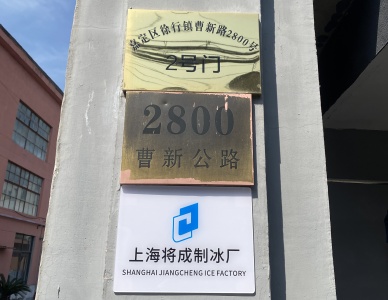 嘉定区徐行镇曹新路2800号
2号门
2800
曹新公路
上海将成制冰厂
SHANGHAI JIANGCHENG ICE FACTORY